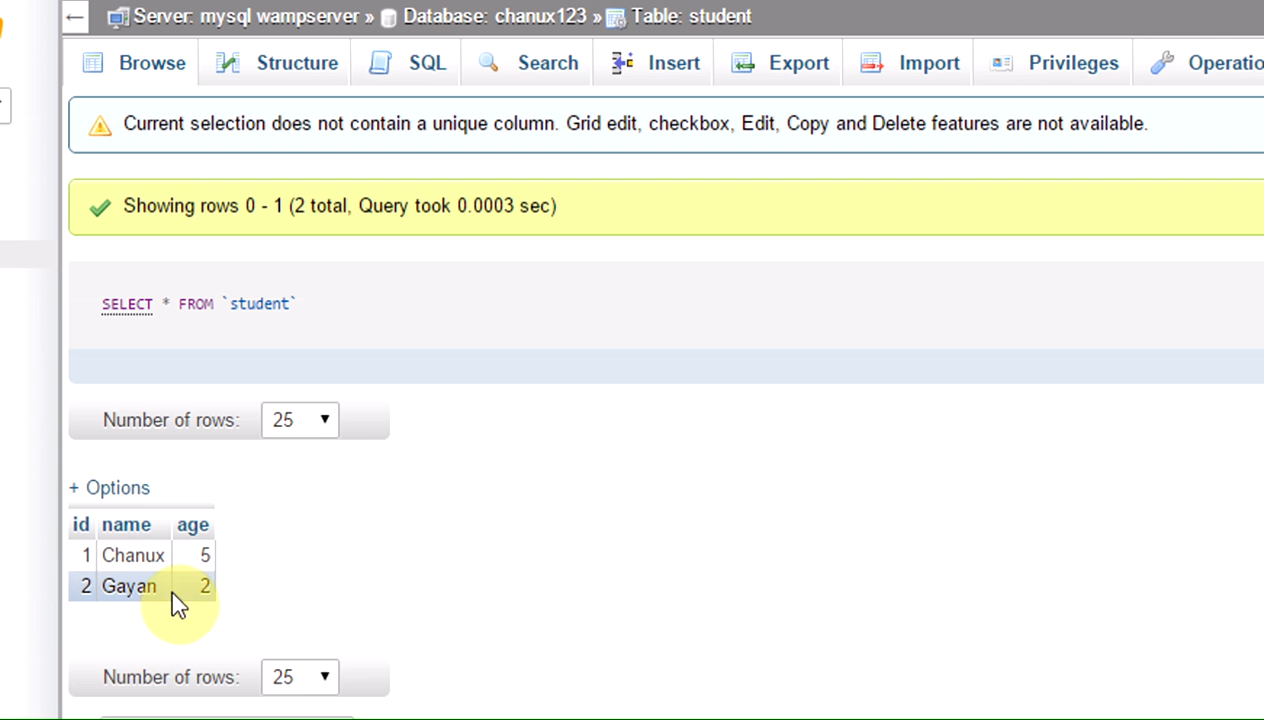 Server: mysql wampserver » Database: chanux123 » Table: student
Browse Structure SQL Search Insert Export Import Privileges Operatio
Current selection does not contain a unique column. Grid edit, checkbox, Edit, Copy and Delete features are not available.
Showing rows 0 - 1 (2 total, Query took 0.0003 sec)
SELECT * FROM `student`
Number of rows: 25
+ Options
id name age
1 Chanux 5
2 Gayan 2
Number of rows: 25